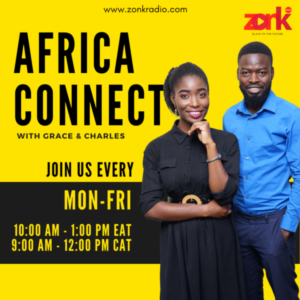 www.zonkradio.com
zonk
AFRICA
CONNECT
WITH GRACE & CHARLES
JOIN US EVERY
MON-FRI
10:00 AM - 1:00 PM EAT
9:00 AM - 12:00 PM CAT